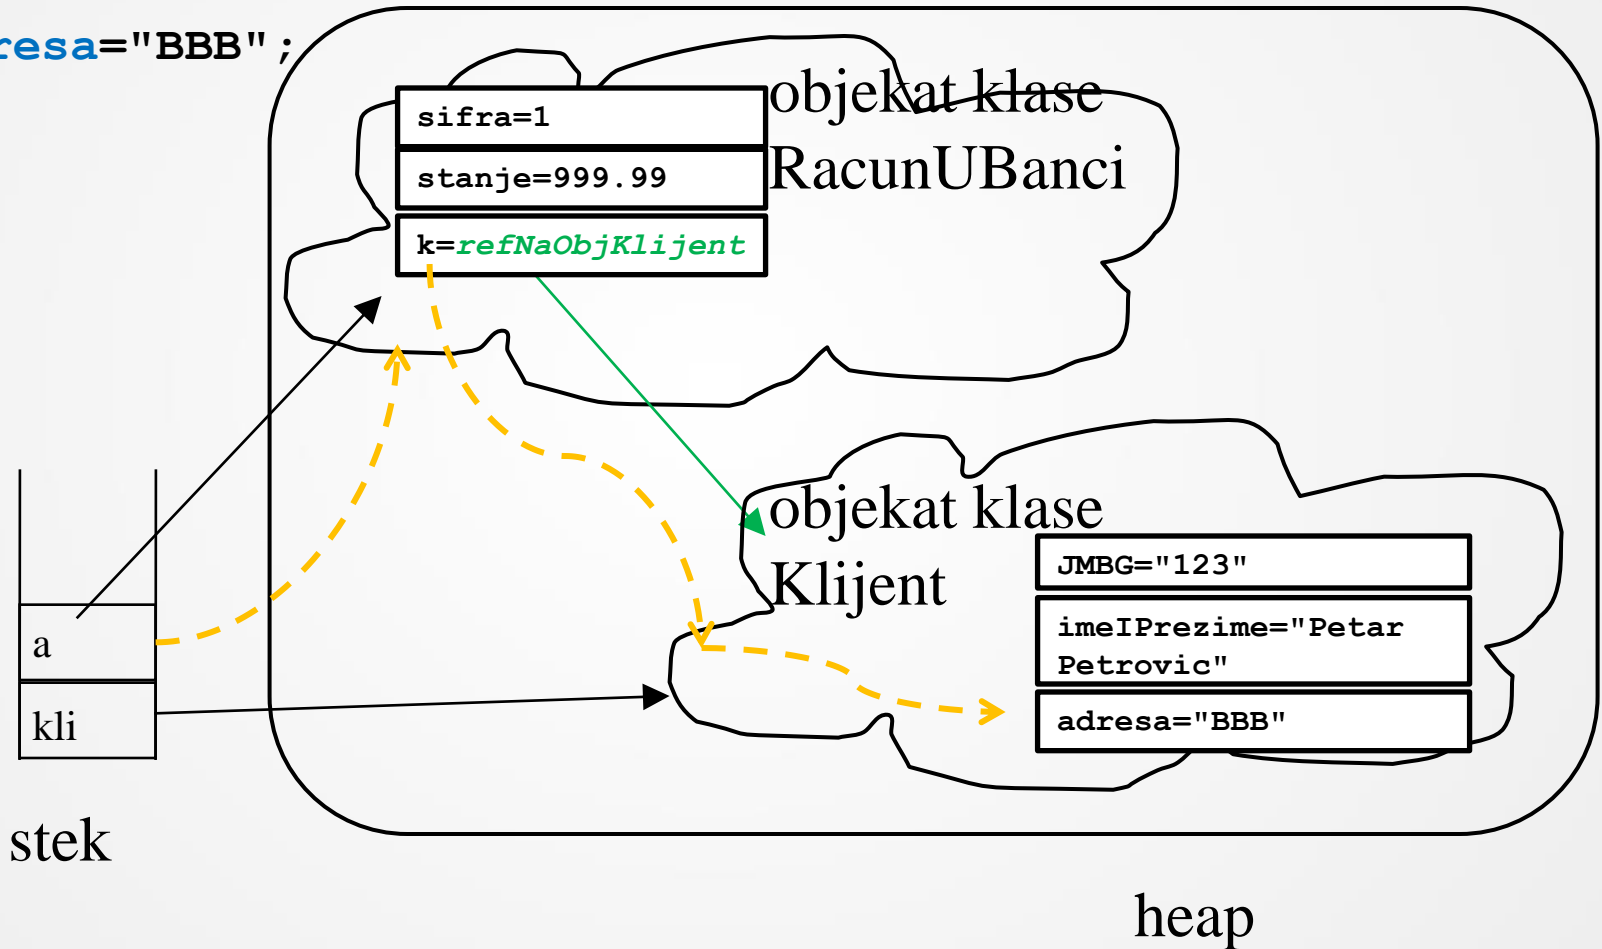 resa="BBB";
objekat klase
RacunUBanci
sifra=1
stanje=999.99
k=refNaObjKlijent
objekat klase
Klijent
JMBG="123"
imeIPrezime="Petar
Petrovic"
adresa="BBB"
a
kli
stek
heap